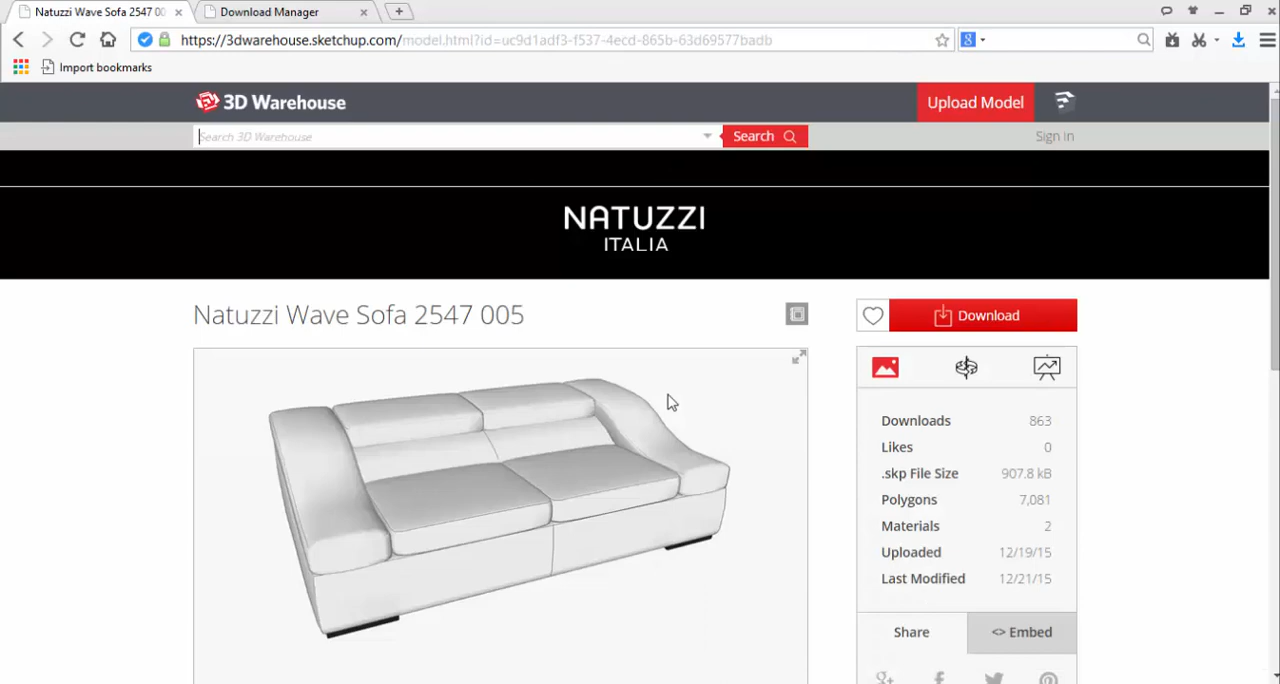 Natuzzi Wave Sofa 2547 00
Download Manager
https://3dwarehouse.sketchup.com/model.html?id=uc9d1adf3-f537-4ecd-865b-63d69577badb
Import bookmarks
3D Warehouse
Upload Model
Search 3D Warehouse
Search
Sign in
NATUZZI
ITALIA
Natuzzi Wave Sofa 2547 005
Download
Downloads 863
Likes 0
.skp File Size 907.8 kB
Polygons 7,081
Materials 2
Uploaded 12/19/15
Last Modified 12/21/15
Share
<> Embed